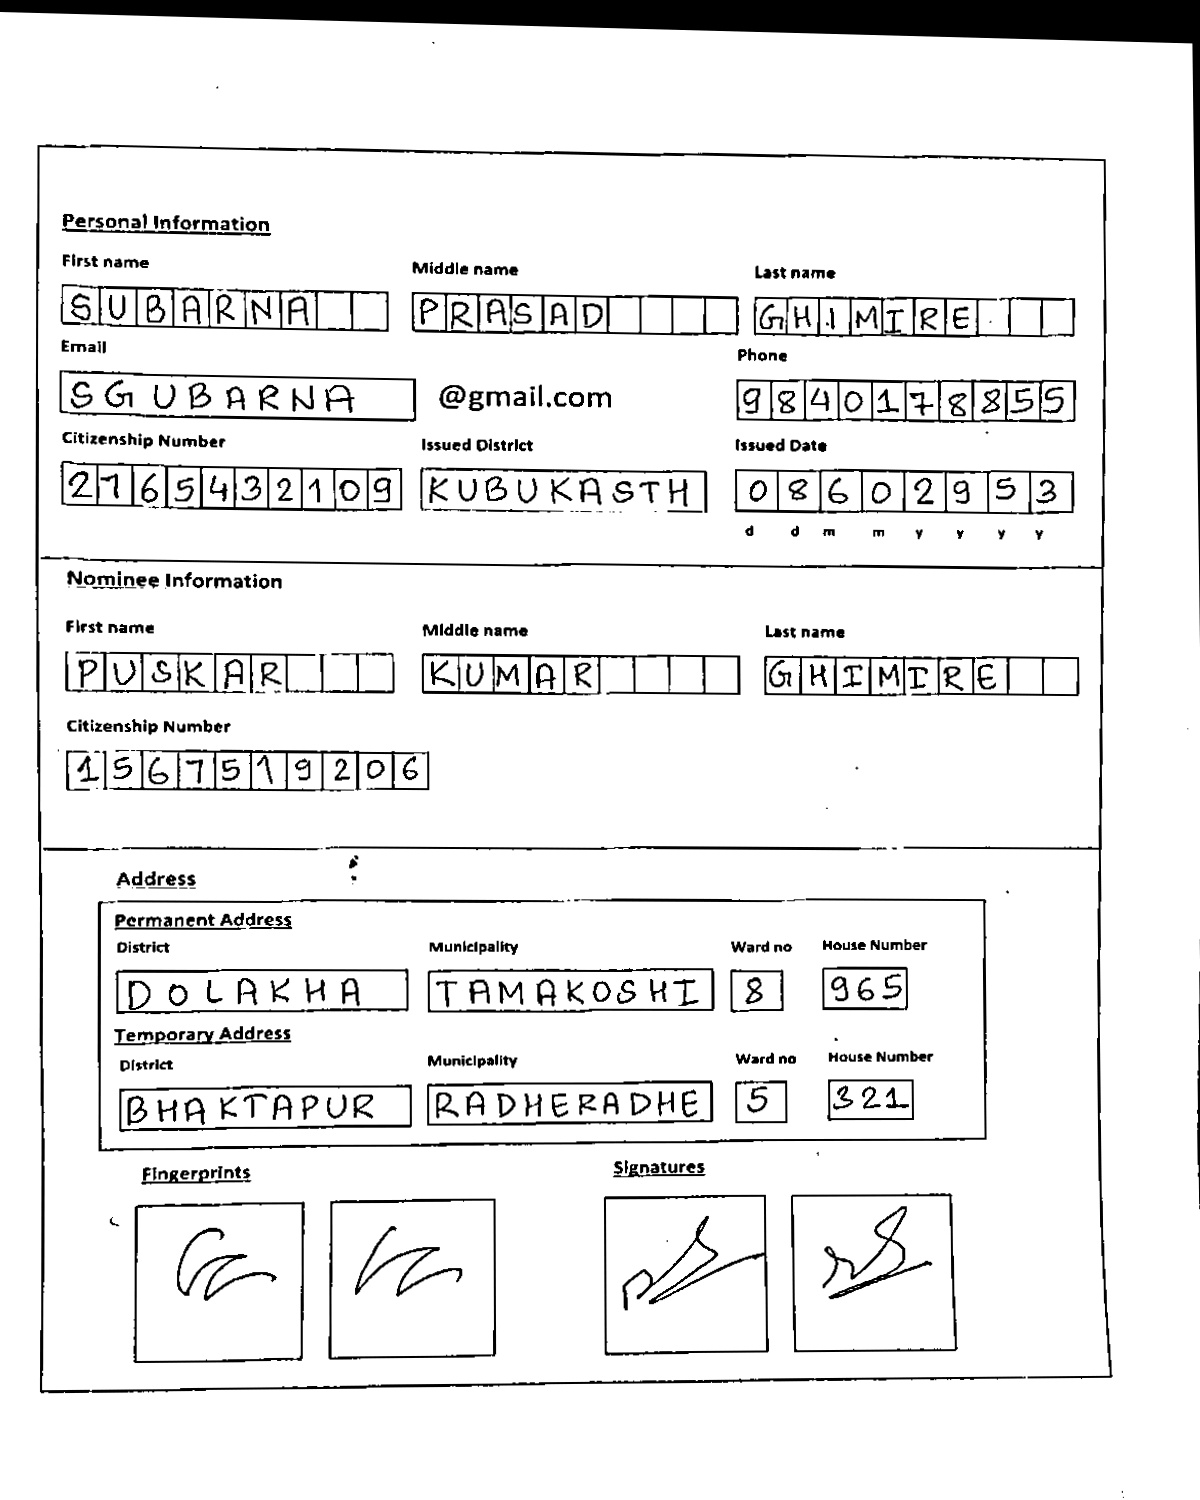 Personal Information
First name Middle name Last name
SUBARNA PRASAD GHIMIRE
Email Phone
SGUBARNA @gmail.com 9840178855
Citizenship Number Issued District Issued Date
2765432109 KUBUKASTH 08602953
d d m m y y y y
Nominee Information
First name Middle name Last name
PUSKAR KUMAR GHIMIRE
Citizenship Number
1567519206
Address
Permanent Address
District Municipality Ward no House Number
DOLAKHA TAMAKOSHI 8 965
Temporary Address
District Municipality Ward no House Number
BHAKTAPUR RADHERADHE 5 321
Fingerprints Signatures